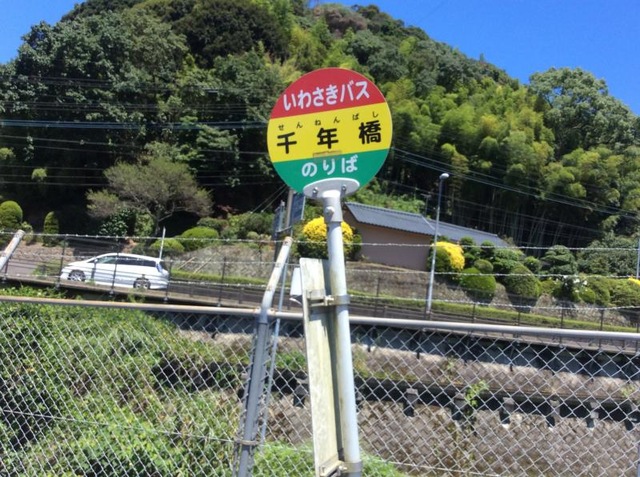 いわさきバス
せんねんばし
千年橋
のりば